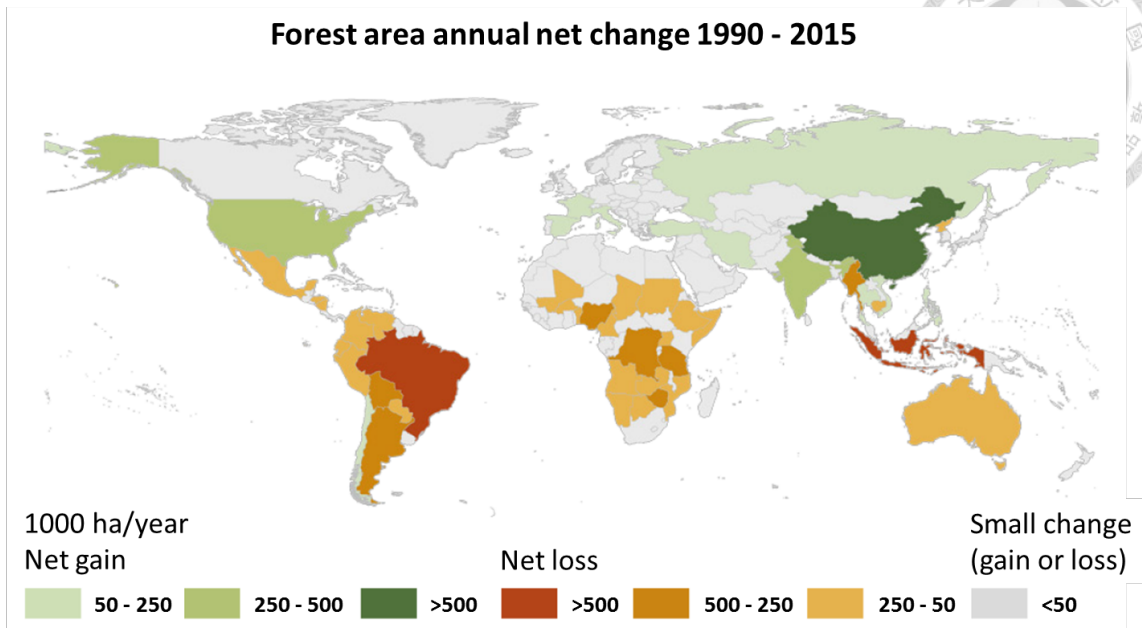 Forest area annual net change 1990 - 2015
1000 ha/year
Net gain
Net loss
Small change
(gain or loss)
50 - 250
250 - 500
>500
>500
500 - 250
250 - 50
<50